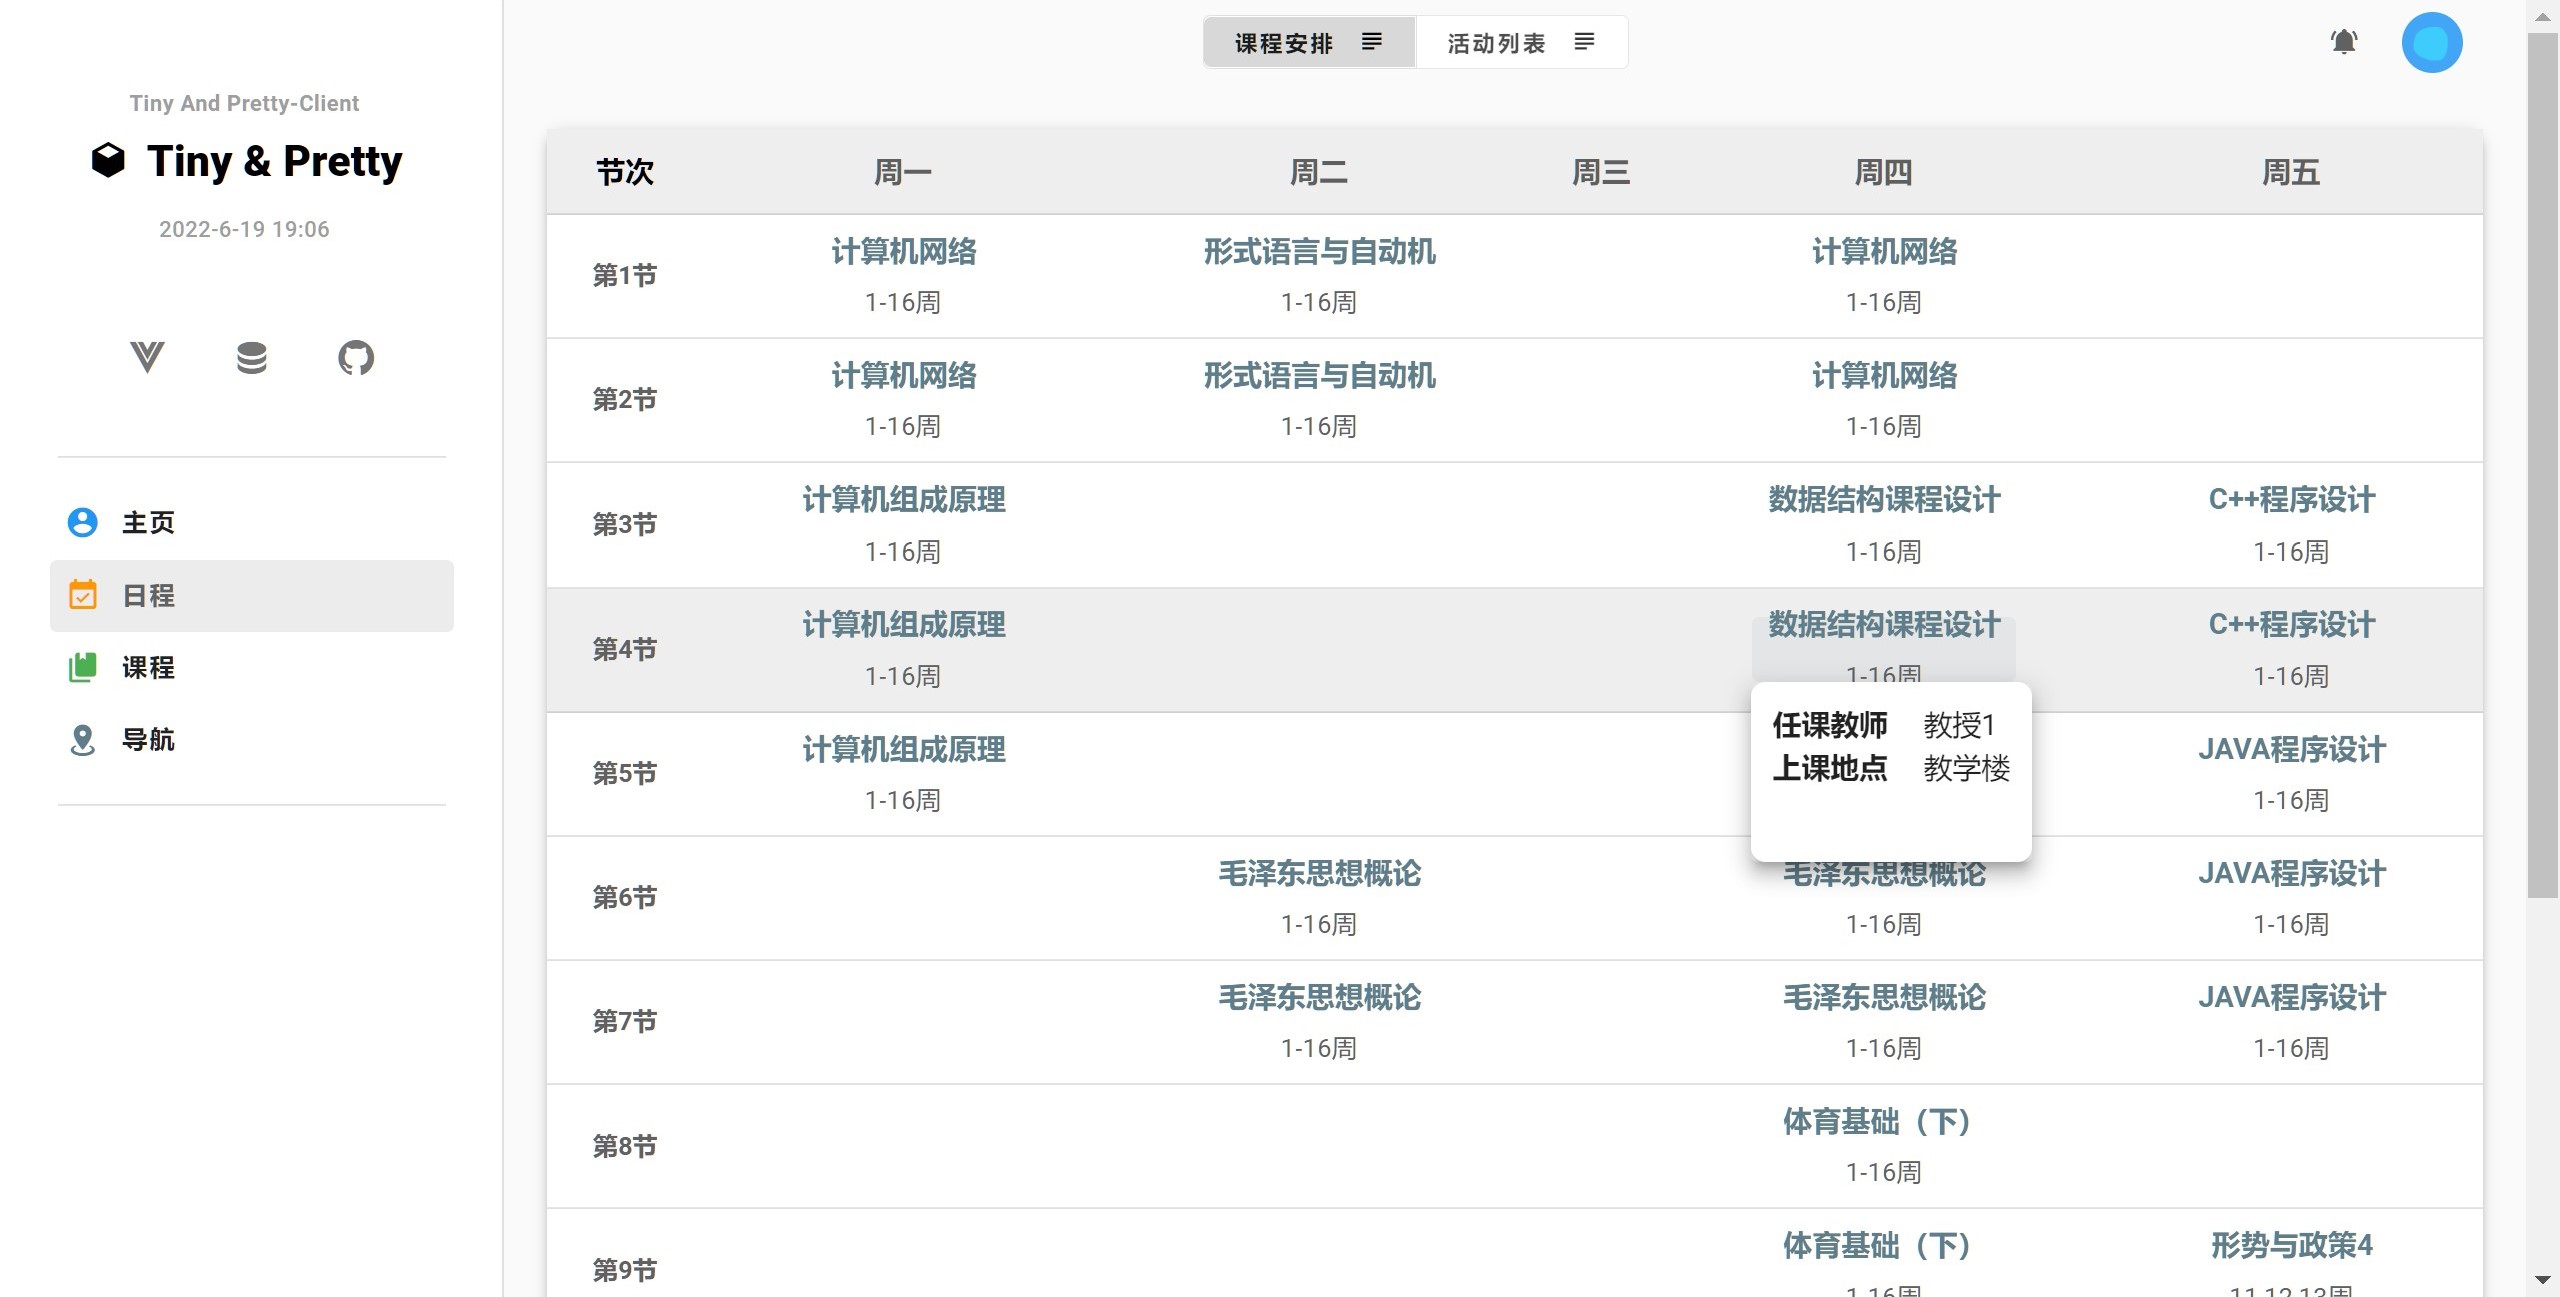 Tiny And Pretty-Client
Tiny & Pretty
2022-6-19 19:06
主页
日程
课程
导航
课程安排 活动列表
节次 周一 周二 周三 周四 周五
第1节 计算机网络 形式语言与自动机 计算机网络
1-16周 1-16周 1-16周
第2节 计算机网络 形式语言与自动机 计算机网络
1-16周 1-16周 1-16周
第3节 计算机组成原理 数据结构课程设计 C++程序设计
1-16周 1-16周 1-16周
第4节 计算机组成原理 数据结构课程设计 C++程序设计
1-16周 1-16周 1-16周
任课教师 教授1
上课地点 教学楼
第5节 计算机组成原理 JAVA程序设计
1-16周 1-16周
第6节 毛泽东思想概论 毛泽东思想概论 JAVA程序设计
1-16周 1-16周 1-16周
第7节 毛泽东思想概论 毛泽东思想概论 JAVA程序设计
1-16周 1-16周 1-16周
第8节 体育基础（下）
1-16周
第9节 体育基础（下） 形势与政策4
1-16周 11,12,13周